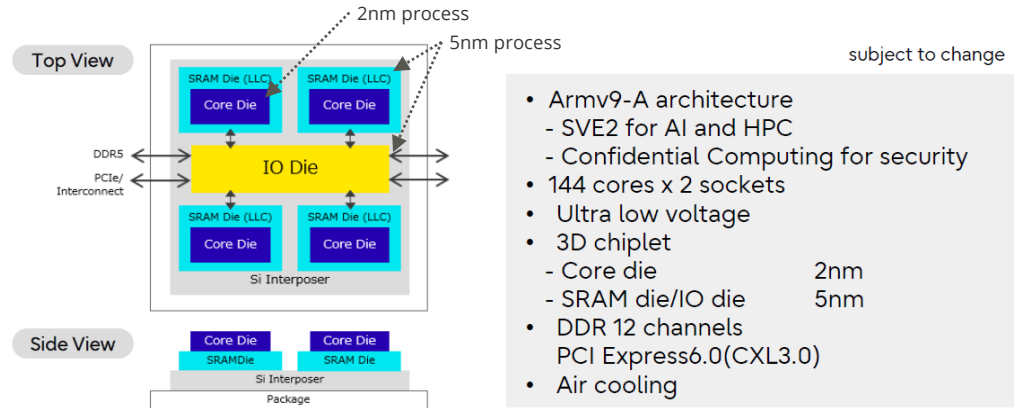 2nm process
5nm process
Top View
subject to change
SRAM Die (LLC)
SRAM Die (LLC)
Core Die
Core Die
DDR5
IO Die
PCIe/
Interconnect
SRAM Die (LLC)
SRAM Die (LLC)
Core Die
Core Die
Si Interposer
Side View
Core Die
Core Die
SRAMDie
SRAM Die
Si Interposer
Package
• Armv9-A architecture
- SVE2 for AI and HPC
- Confidential Computing for security
• 144 cores x 2 sockets
• Ultra low voltage
• 3D chiplet
- Core die 2nm
- SRAM die/IO die 5nm
• DDR 12 channels
PCI Express6.0(CXL3.0)
• Air cooling